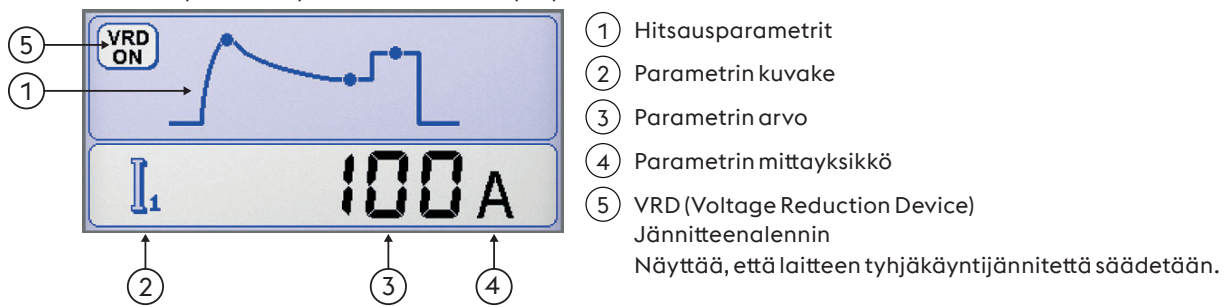 5
VRD
ON
1
I1
100 A
2
3
4
1 Hitsausparametrit
2 Parametrin kuvake
3 Parametrin arvo
4 Parametrin mittayksikkö
5 VRD (Voltage Reduction Device)
Jännitteenalennin
Näyttää, että laitteen tyhjäkäyntijännitettä säädetään.